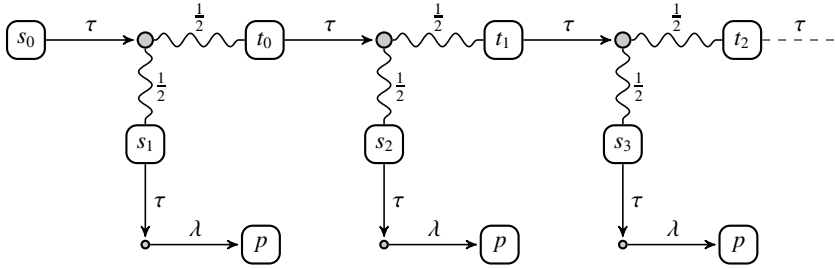 s₀ τ ½ t₀ τ ½ t₁ τ ½ t₂ τ
½ ½ ½
s₁ s₂ s₃
τ τ τ
λ p λ p λ p